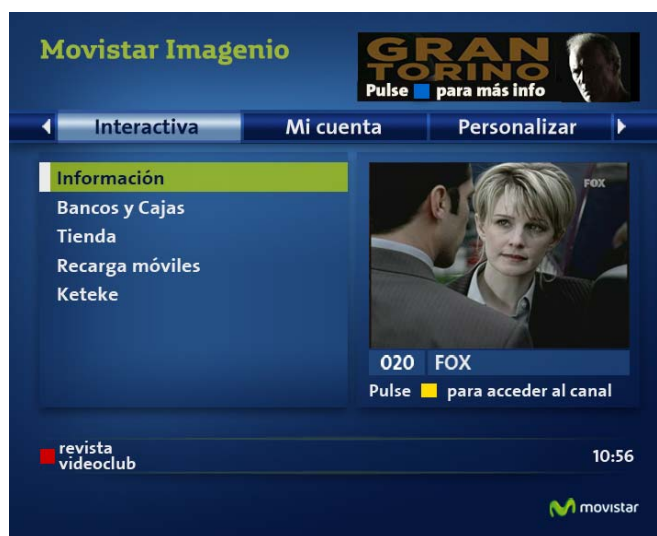 Movistar Imagenio
GRAN
TORINO
Pulse para más info
Interactiva Mi cuenta Personalizar
Información
Bancos y Cajas
Tienda
Recarga móviles
Keteke
FOX
020 FOX
Pulse para acceder al canal
revista
videoclub
10:56
movistar